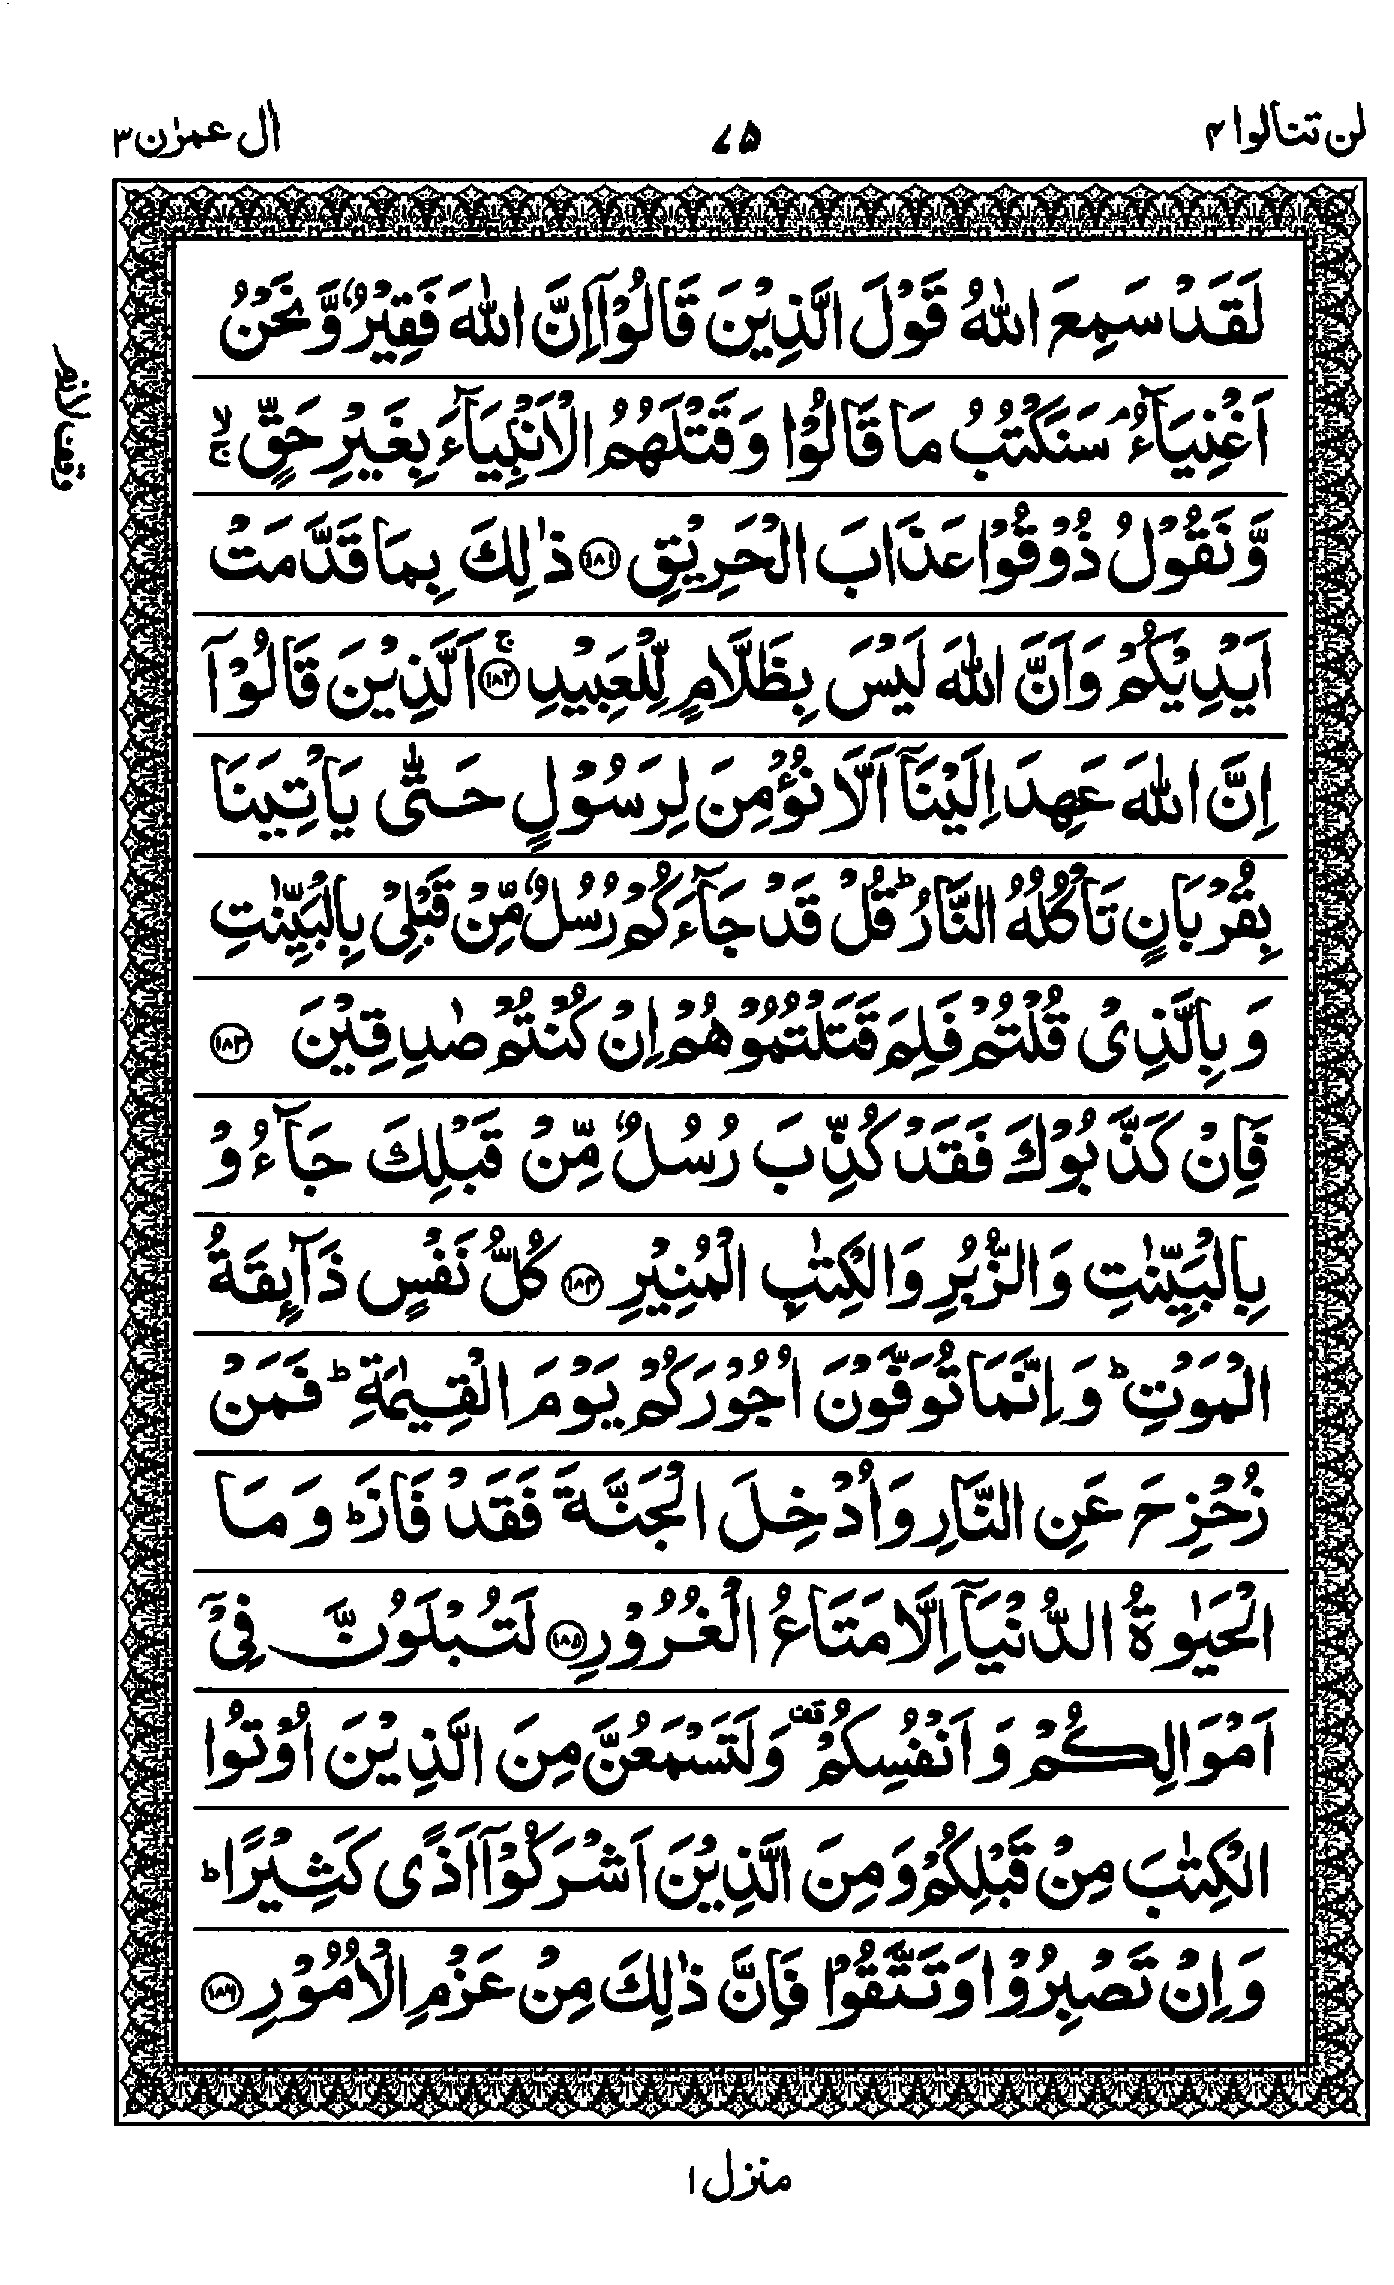 لن تنالوا ۴
۷۵
اٰل عمرٰن ۳
لَقَدْ سَمِعَ اللّٰهُ قَوْلَ الَّذِيْنَ قَالُوْۤا اِنَّ اللّٰهَ فَقِيْرٌ وَّ نَحْنُ
اَغْنِيَآءُ ۘ سَنَكْتُبُ مَا قَالُوْا وَ قَتْلَهُمُ الْاَنْۢبِيَآءَ بِغَيْرِ حَقٍّ ۙۚ
وَّ نَقُوْلُ ذُوْقُوْا عَذَابَ الْحَرِيْقِ ﴿۱۸۱﴾ ذٰلِكَ بِمَا قَدَّمَتْ
اَيْدِيْكُمْ وَ اَنَّ اللّٰهَ لَيْسَ بِظَلَّامٍ لِّلْعَبِيْدِ ﴿۱۸۲﴾ۚ اَلَّذِيْنَ قَالُوْۤا
اِنَّ اللّٰهَ عَهِدَ اِلَيْنَاۤ اَلَّا نُؤْمِنَ لِرَسُوْلٍ حَتّٰى يَاْتِيَنَا
بِقُرْبَانٍ تَاْكُلُهُ النَّارُ ؕ قُلْ قَدْ جَآءَكُمْ رُسُلٌ مِّنْ قَبْلِيْ بِالْبَيِّنٰتِ
وَ بِالَّذِيْ قُلْتُمْ فَلِمَ قَتَلْتُمُوْهُمْ اِنْ كُنْتُمْ صٰدِقِيْنَ ﴿۱۸۳﴾
فَاِنْ كَذَّبُوْكَ فَقَدْ كُذِّبَ رُسُلٌ مِّنْ قَبْلِكَ جَآءُوْ
بِالْبَيِّنٰتِ وَ الزُّبُرِ وَ الْكِتٰبِ الْمُنِيْرِ ﴿۱۸۴﴾ كُلُّ نَفْسٍ ذَآىِٕقَةُ
الْمَوْتِ ؕ وَ اِنَّمَا تُوَفَّوْنَ اُجُوْرَكُمْ يَوْمَ الْقِيٰمَةِ ؕ فَمَنْ
زُحْزِحَ عَنِ النَّارِ وَ اُدْخِلَ الْجَنَّةَ فَقَدْ فَازَ ؕ وَ مَا
الْحَيٰوةُ الدُّنْيَاۤ اِلَّا مَتَاعُ الْغُرُوْرِ ﴿۱۸۵﴾ لَتُبْلَوُنَّ فِيْۤ
اَمْوَالِكُمْ وَ اَنْفُسِكُمْ ۫ وَ لَتَسْمَعُنَّ مِنَ الَّذِيْنَ اُوْتُوا
الْكِتٰبَ مِنْ قَبْلِكُمْ وَ مِنَ الَّذِيْنَ اَشْرَكُوْۤا اَذًى كَثِيْرًا ؕ
وَ اِنْ تَصْبِرُوْا وَ تَتَّقُوْا فَاِنَّ ذٰلِكَ مِنْ عَزْمِ الْاُمُوْرِ ﴿۱۸۶﴾
وقف لازم
منزل ۱